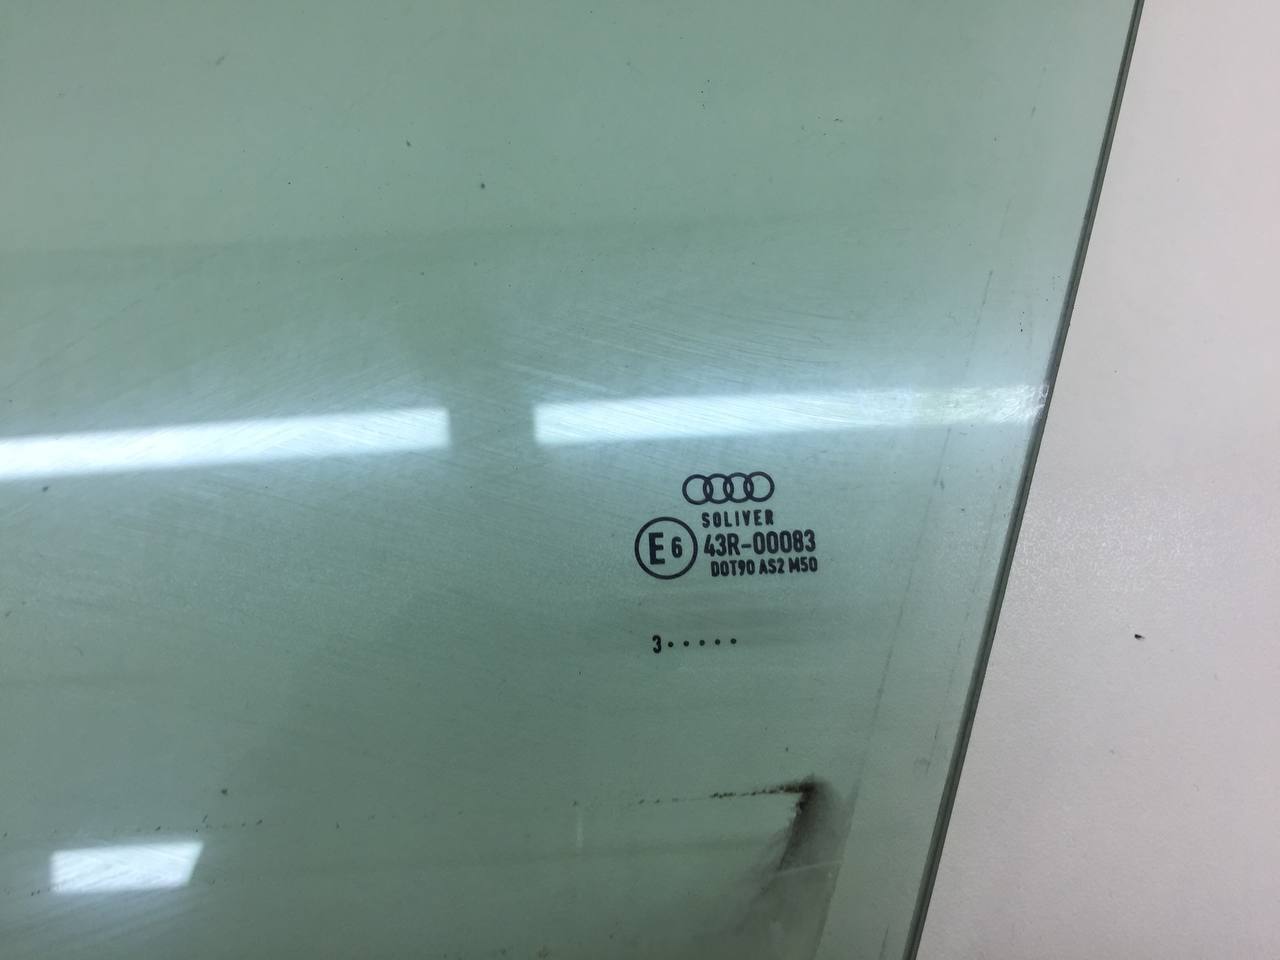 SOLIVER
E6 43R-00083
DOT90 AS2 M50
3.....